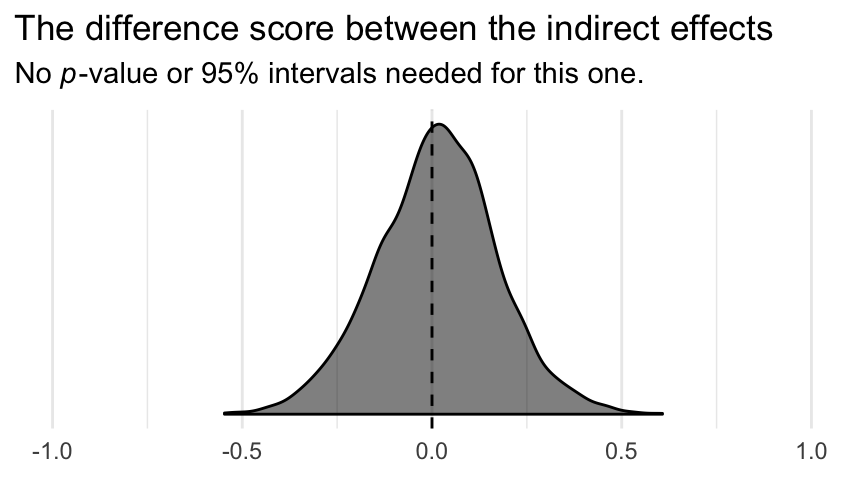 The difference score between the indirect effects
No p-value or 95% intervals needed for this one.
-1.0 -0.5 0.0 0.5 1.0